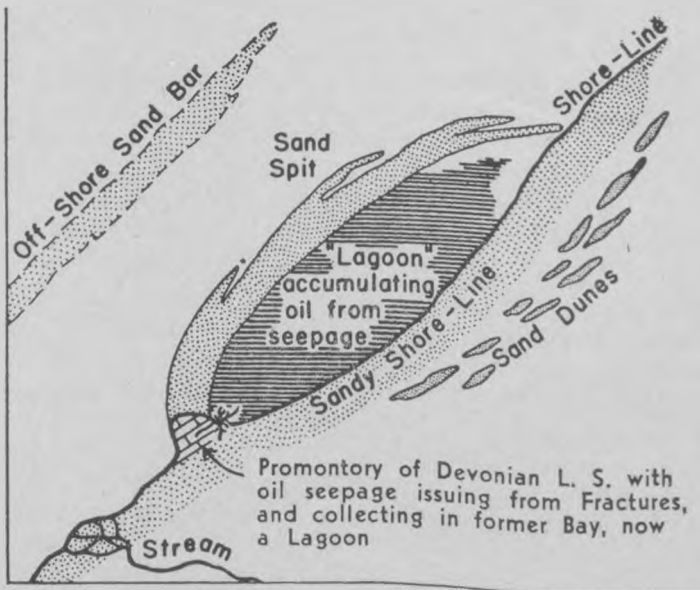 Off-Shore Sand Bar
Sand
Spit
Shore-Line
"Lagoon"
accumulating
oil from
seepage
Sandy Shore-Line
Sand Dunes
Promontory of Devonian L. S. with
oil seepage issuing from Fractures,
and collecting in former Bay, now
a Lagoon
Stream